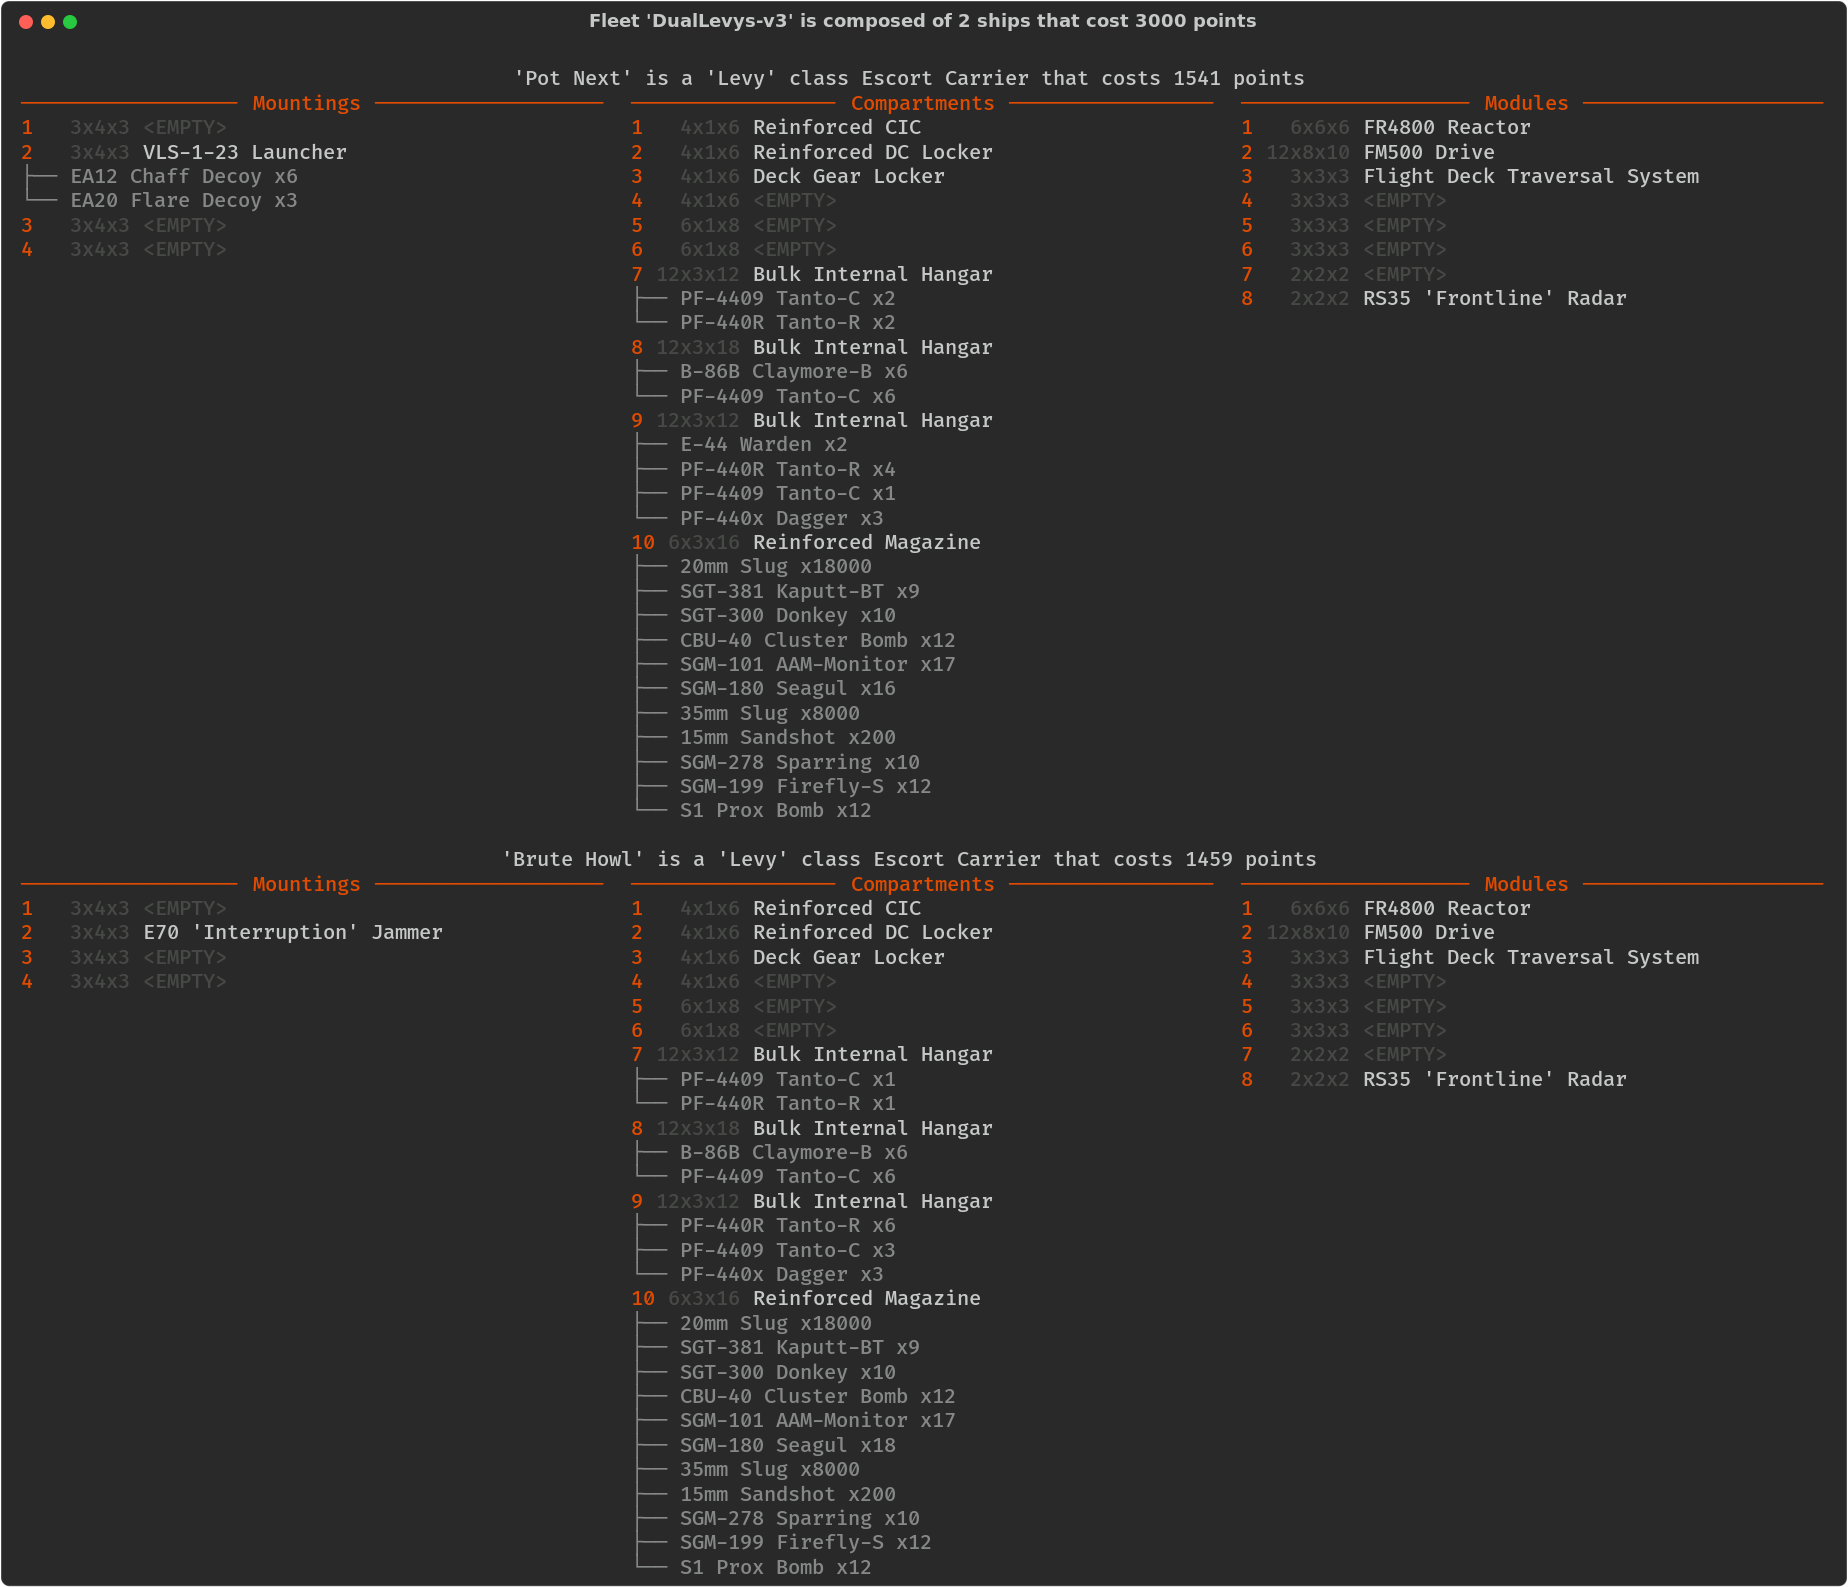 Fleet 'DualLevys-v3' is composed of 2 ships that cost 3000 points
'Pot Next' is a 'Levy' class Escort Carrier that costs 1541 points
Mountings
1 3x4x3 <EMPTY>
2 3x4x3 VLS-1-23 Launcher
EA12 Chaff Decoy x6
EA20 Flare Decoy x3
3 3x4x3 <EMPTY>
4 3x4x3 <EMPTY>
Compartments
1 4x1x6 Reinforced CIC
2 4x1x6 Reinforced DC Locker
3 4x1x6 Deck Gear Locker
4 4x1x6 <EMPTY>
5 6x1x8 <EMPTY>
6 6x1x8 <EMPTY>
7 12x3x12 Bulk Internal Hangar
PF-4409 Tanto-C x2
PF-440R Tanto-R x2
8 12x3x18 Bulk Internal Hangar
B-86B Claymore-B x6
PF-4409 Tanto-C x6
9 12x3x12 Bulk Internal Hangar
E-44 Warden x2
PF-440R Tanto-R x4
PF-4409 Tanto-C x1
PF-440x Dagger x3
10 6x3x16 Reinforced Magazine
20mm Slug x18000
SGT-381 Kaputt-BT x9
SGT-300 Donkey x10
CBU-40 Cluster Bomb x12
SGM-101 AAM-Monitor x17
SGM-180 Seagul x16
35mm Slug x8000
15mm Sandshot x200
SGM-278 Sparring x10
SGM-199 Firefly-S x12
S1 Prox Bomb x12
Modules
1 6x6x6 FR4800 Reactor
2 12x8x10 FM500 Drive
3 3x3x3 Flight Deck Traversal System
4 3x3x3 <EMPTY>
5 3x3x3 <EMPTY>
6 3x3x3 <EMPTY>
7 2x2x2 <EMPTY>
8 2x2x2 RS35 'Frontline' Radar
'Brute Howl' is a 'Levy' class Escort Carrier that costs 1459 points
Mountings
1 3x4x3 <EMPTY>
2 3x4x3 E70 'Interruption' Jammer
3 3x4x3 <EMPTY>
4 3x4x3 <EMPTY>
Compartments
1 4x1x6 Reinforced CIC
2 4x1x6 Reinforced DC Locker
3 4x1x6 Deck Gear Locker
4 4x1x6 <EMPTY>
5 6x1x8 <EMPTY>
6 6x1x8 <EMPTY>
7 12x3x12 Bulk Internal Hangar
PF-4409 Tanto-C x1
PF-440R Tanto-R x1
8 12x3x18 Bulk Internal Hangar
B-86B Claymore-B x6
PF-4409 Tanto-C x6
9 12x3x12 Bulk Internal Hangar
PF-440R Tanto-R x6
PF-4409 Tanto-C x3
PF-440x Dagger x3
10 6x3x16 Reinforced Magazine
20mm Slug x18000
SGT-381 Kaputt-BT x9
SGT-300 Donkey x10
CBU-40 Cluster Bomb x12
SGM-101 AAM-Monitor x17
SGM-180 Seagul x18
35mm Slug x8000
15mm Sandshot x200
SGM-278 Sparring x10
SGM-199 Firefly-S x12
S1 Prox Bomb x12
Modules
1 6x6x6 FR4800 Reactor
2 12x8x10 FM500 Drive
3 3x3x3 Flight Deck Traversal System
4 3x3x3 <EMPTY>
5 3x3x3 <EMPTY>
6 3x3x3 <EMPTY>
7 2x2x2 <EMPTY>
8 2x2x2 RS35 'Frontline' Radar